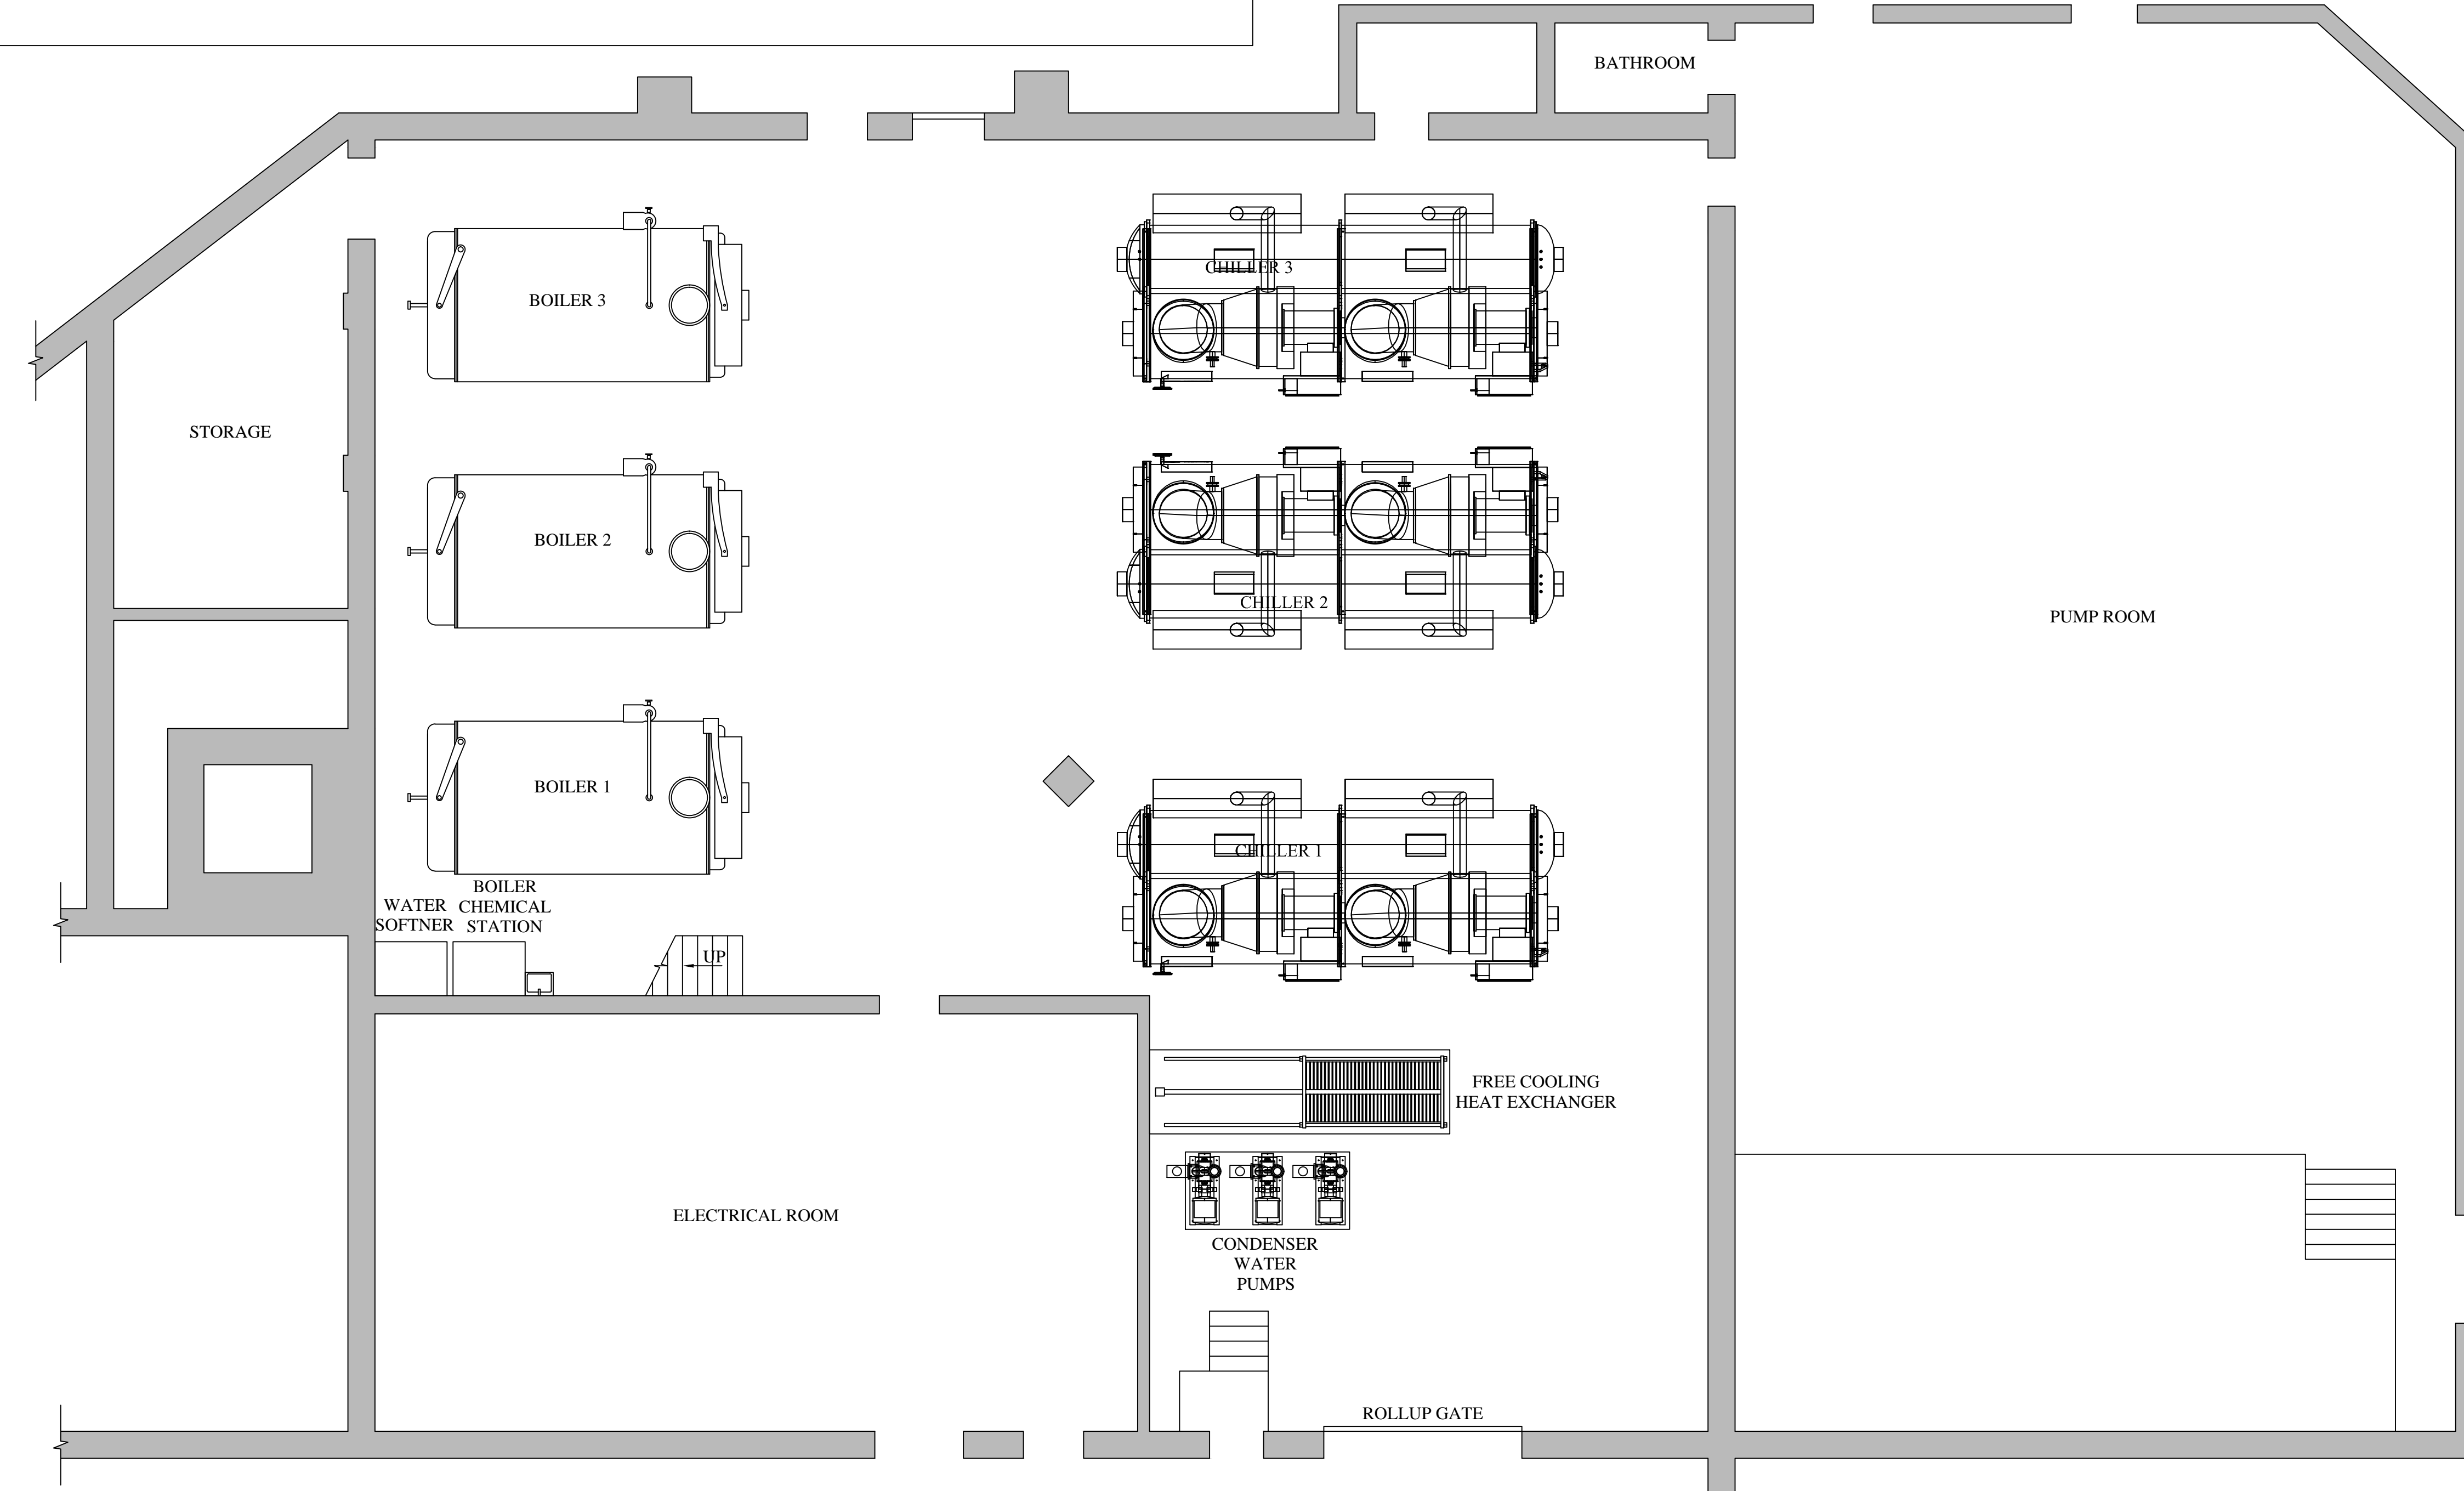 BATHROOM
CHILLER 3
BOILER 3
STORAGE
BOILER 2
CHILLER 2
PUMP ROOM
BOILER 1
CHILLER 1
WATER
SOFTNER
BOILER
CHEMICAL
STATION
UP
FREE COOLING
HEAT EXCHANGER
ELECTRICAL ROOM
CONDENSER
WATER
PUMPS
ROLLUP GATE